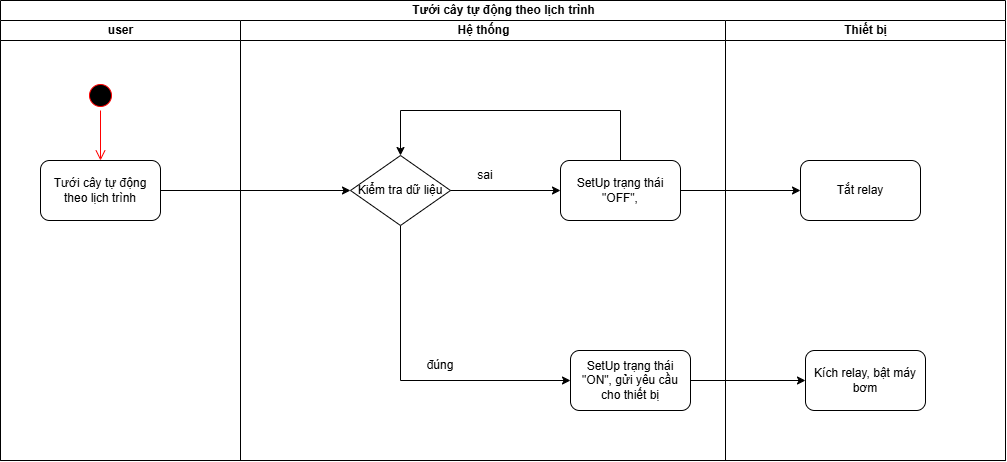 Tưới cây tự động theo lịch trình
user
Hệ thống
Thiết bị
Tưới cây tự động
theo lịch trình
Kiểm tra dữ liệu
sai
SetUp trạng thái
"OFF",
Tắt relay
đúng
SetUp trạng thái
"ON", gửi yêu cầu
cho thiết bị
Kích relay, bật máy
bơm